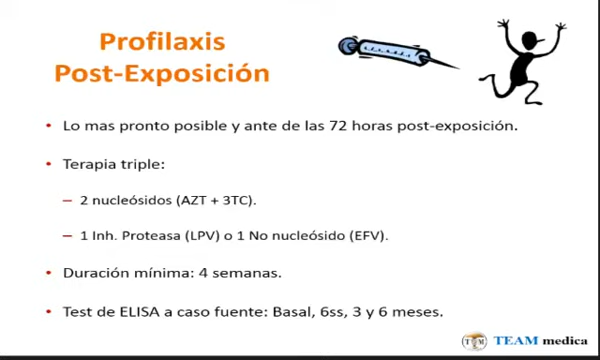 Profilaxis
Post-Exposición
• Lo mas pronto posible y ante de las 72 horas post-exposición.
• Terapia triple:
– 2 nucleósidos (AZT + 3TC).
– 1 Inh. Proteasa (LPV) o 1 No nucleósido (EFV).
• Duración mínima: 4 semanas.
• Test de ELISA a caso fuente: Basal, 6ss, 3 y 6 meses.
TEAM medica